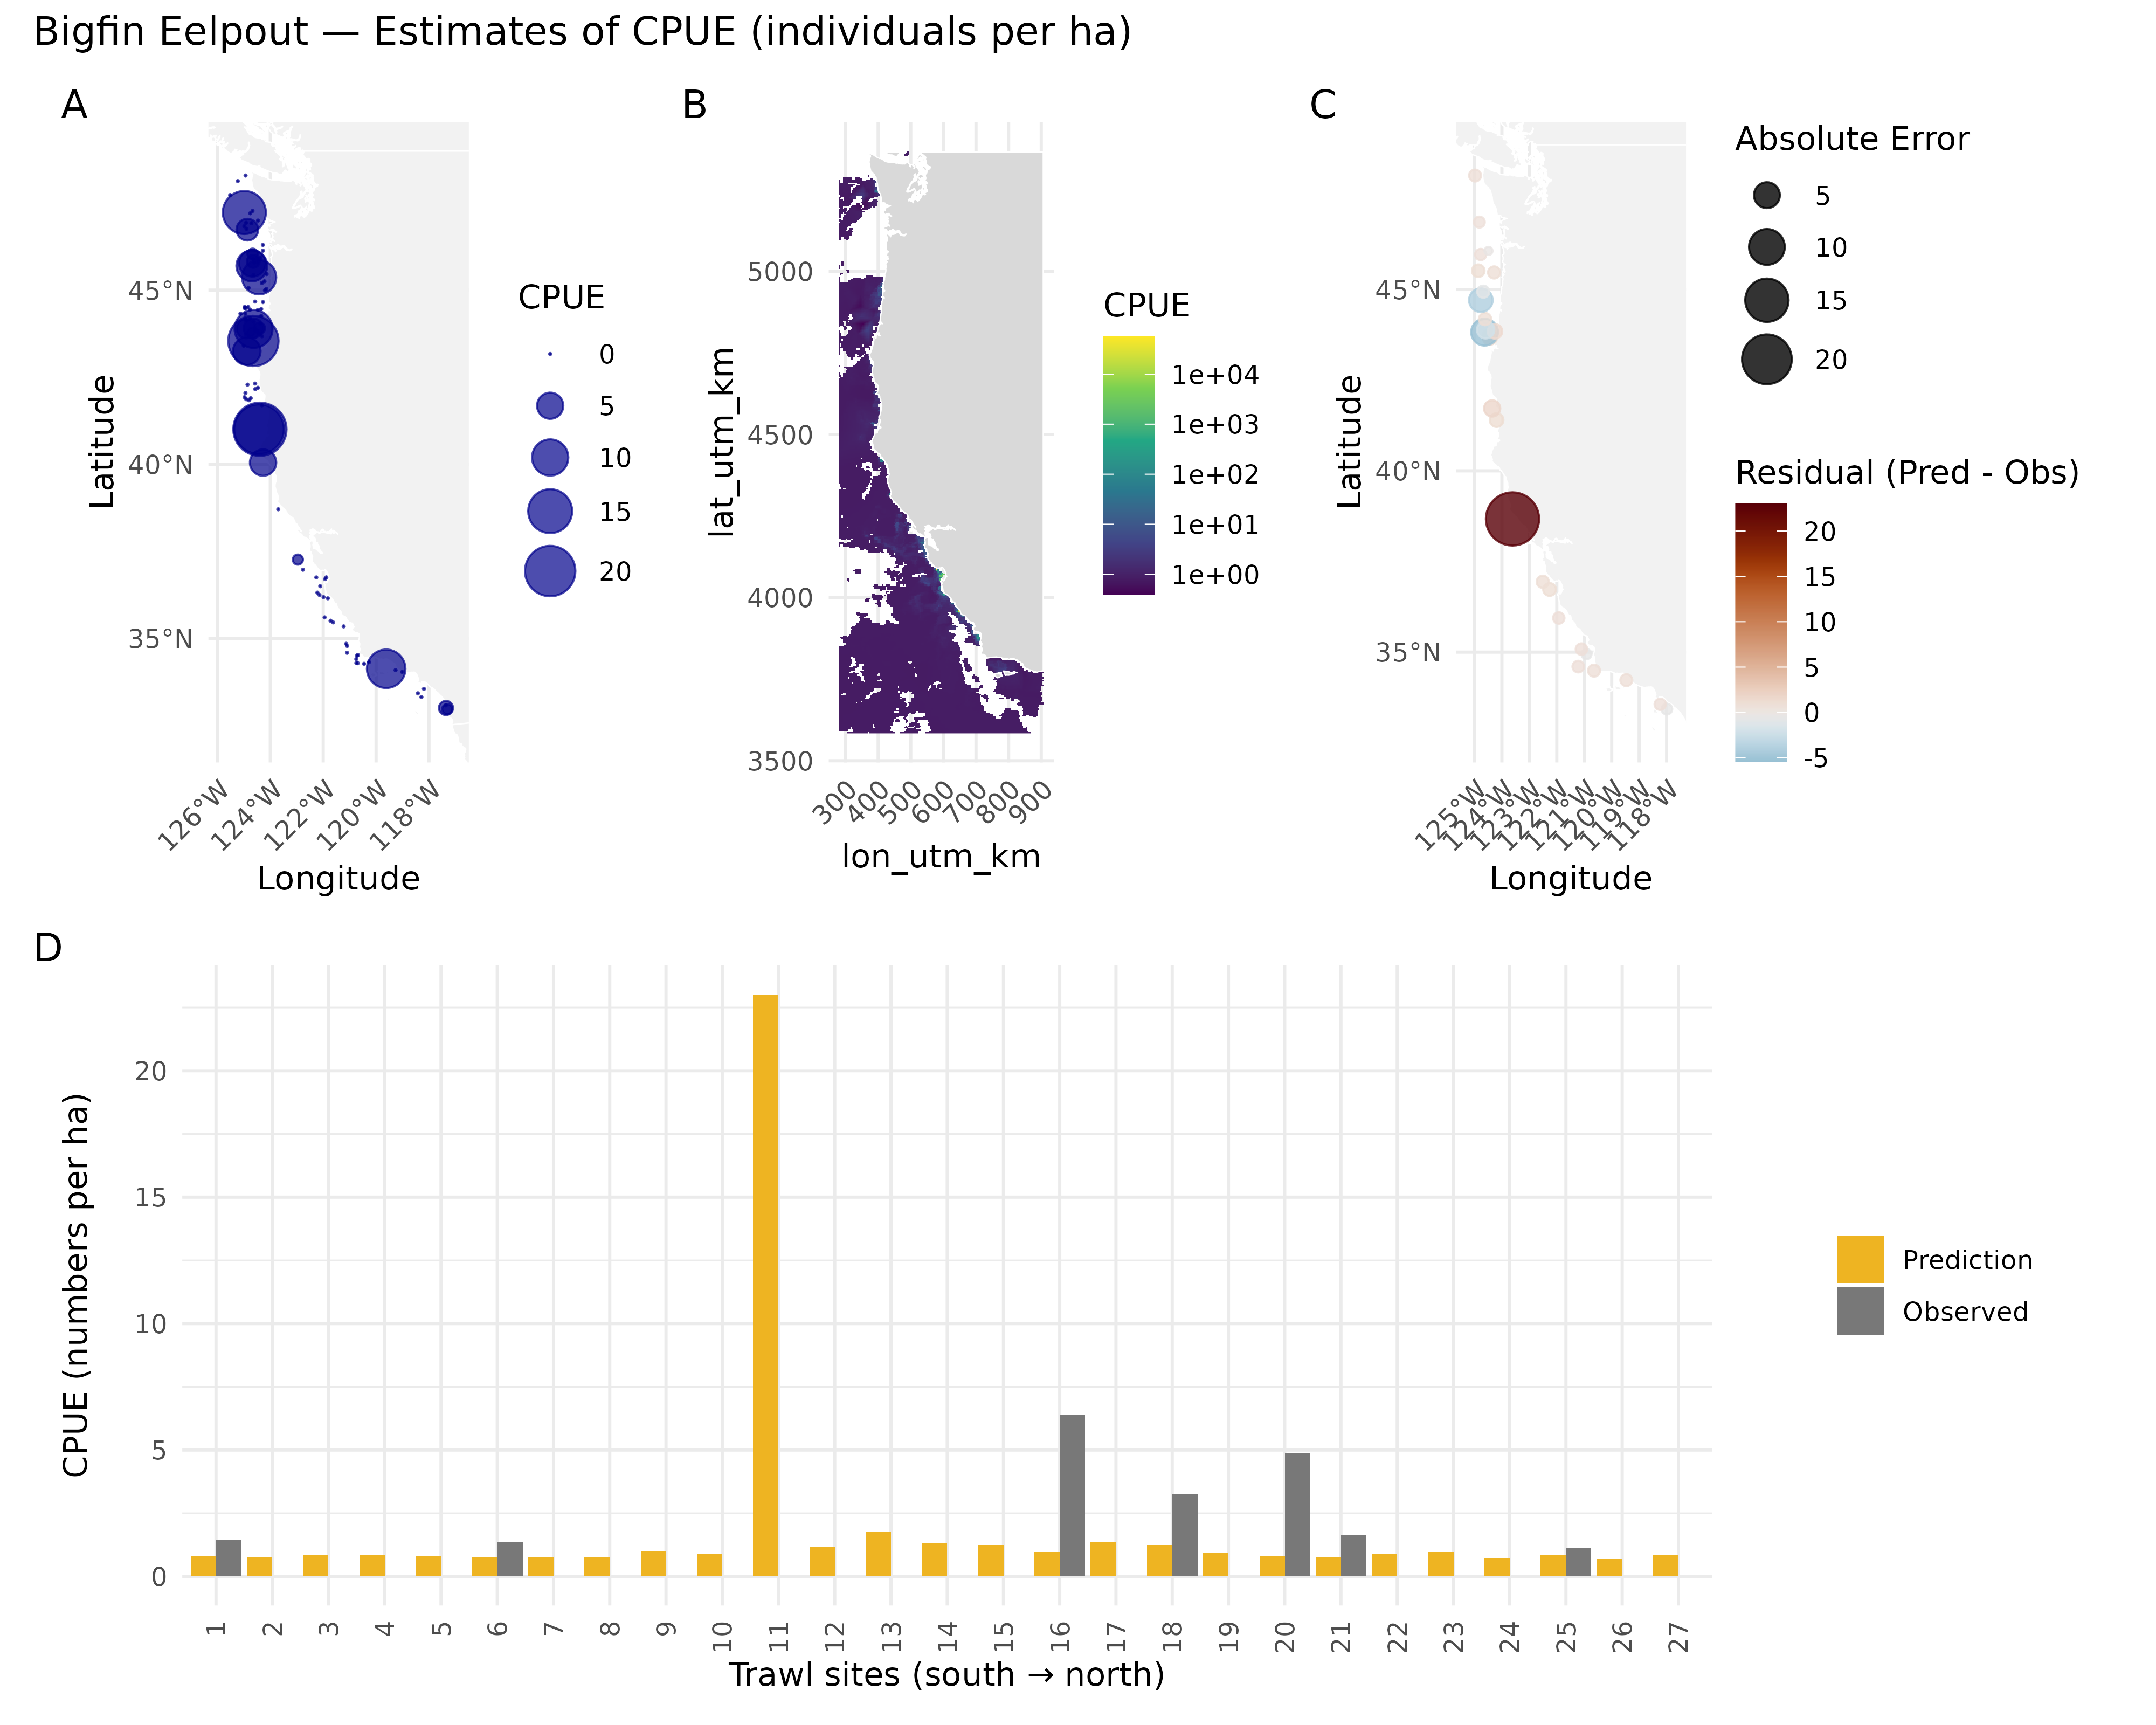 Bigfin Eelpout — Estimates of CPUE (individuals per ha)
A
Latitude
45°N
40°N
35°N
126°W
124°W
122°W
120°W
118°W
Longitude
CPUE
0
5
10
15
20
B
lat_utm_km
5000
4500
4000
3500
300
400
500
600
700
800
900
lon_utm_km
CPUE
1e+04
1e+03
1e+02
1e+01
1e+00
C
Latitude
45°N
40°N
35°N
125°W
124°W
123°W
122°W
121°W
120°W
119°W
118°W
Longitude
Absolute Error
5
10
15
20
Residual (Pred - Obs)
20
15
10
5
0
-5
D
CPUE (numbers per ha)
20
15
10
5
0
1
2
3
4
5
6
7
8
9
10
11
12
13
14
15
16
17
18
19
20
21
22
23
24
25
26
27
Trawl sites (south → north)
Prediction
Observed